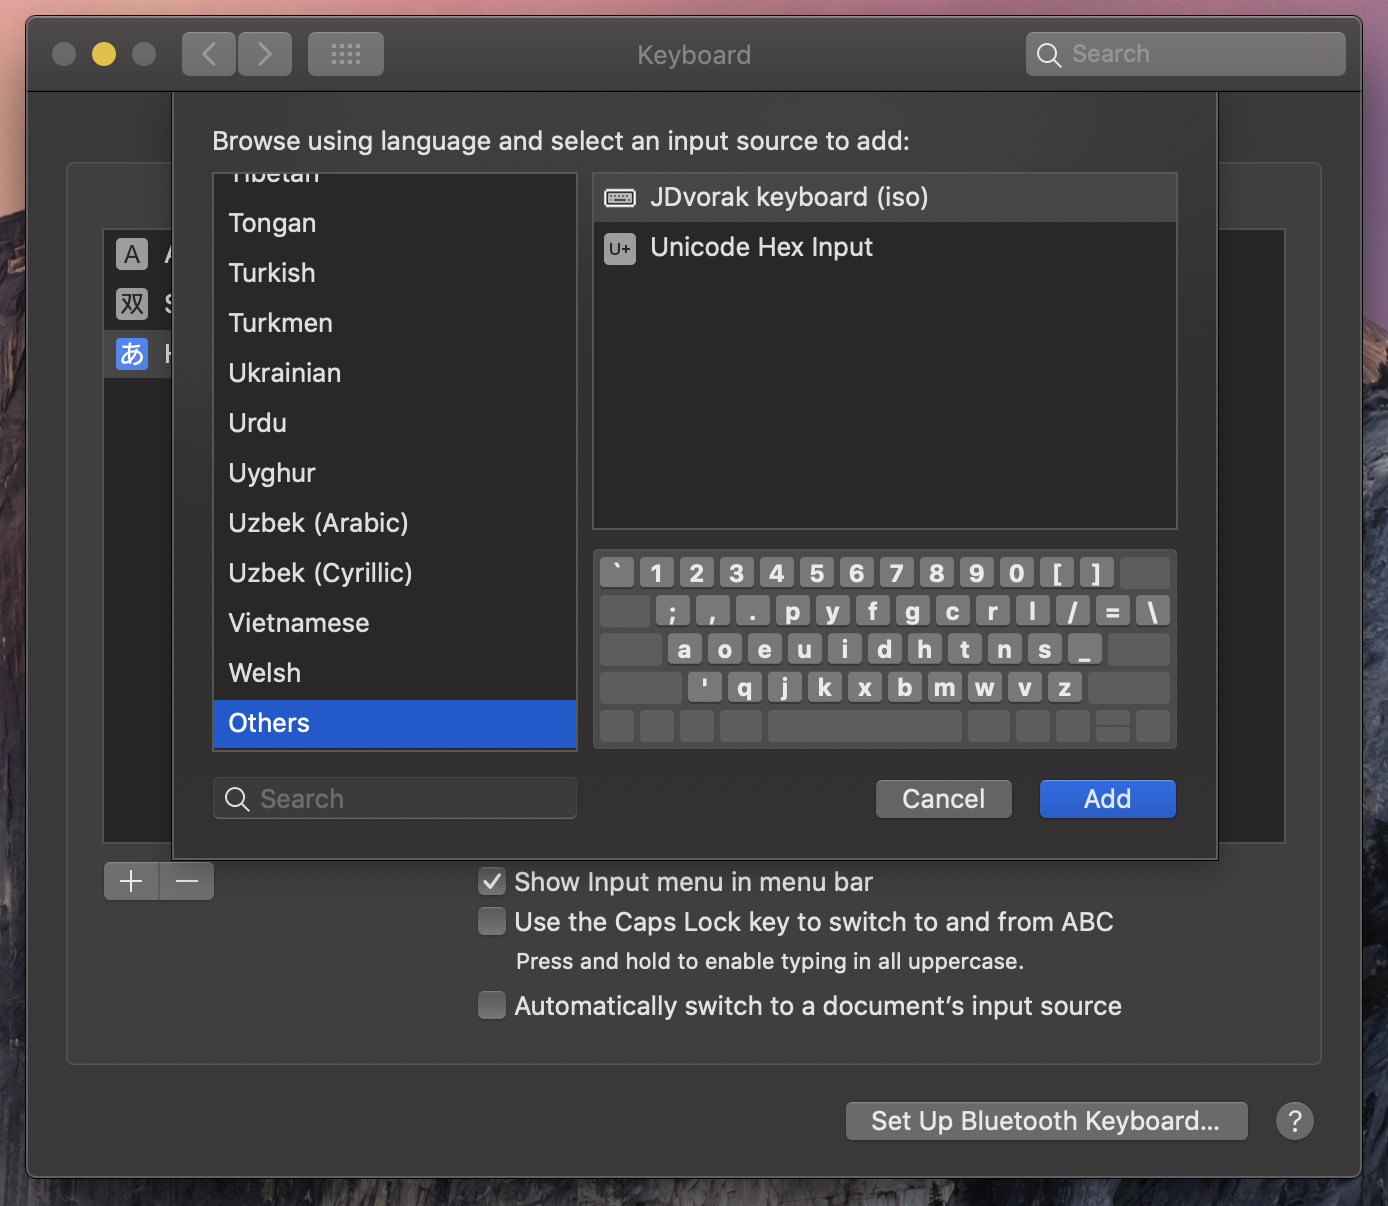 Keyboard
Search
Browse using language and select an input source to add:
Tibetan
Tongan
Turkish
Turkmen
Ukrainian
Urdu
Uyghur
Uzbek (Arabic)
Uzbek (Cyrillic)
Vietnamese
Welsh
Others
Search
JDvorak keyboard (iso)
U+ Unicode Hex Input
` 1 2 3 4 5 6 7 8 9 0 [ ]
; , . p y f g c r l / = \
a o e u i d h t n s _
' q j k x b m w v z
Cancel
Add
A
双 S
あ H
Show Input menu in menu bar
Use the Caps Lock key to switch to and from ABC
Press and hold to enable typing in all uppercase.
Automatically switch to a document’s input source
Set Up Bluetooth Keyboard...
?